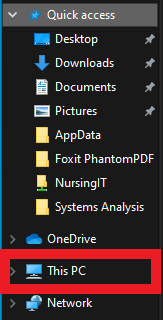 Quick access
Desktop
Downloads
Documents
Pictures
AppData
Foxit PhantomPDF
NursingIT
Systems Analysis
OneDrive
This PC
Network